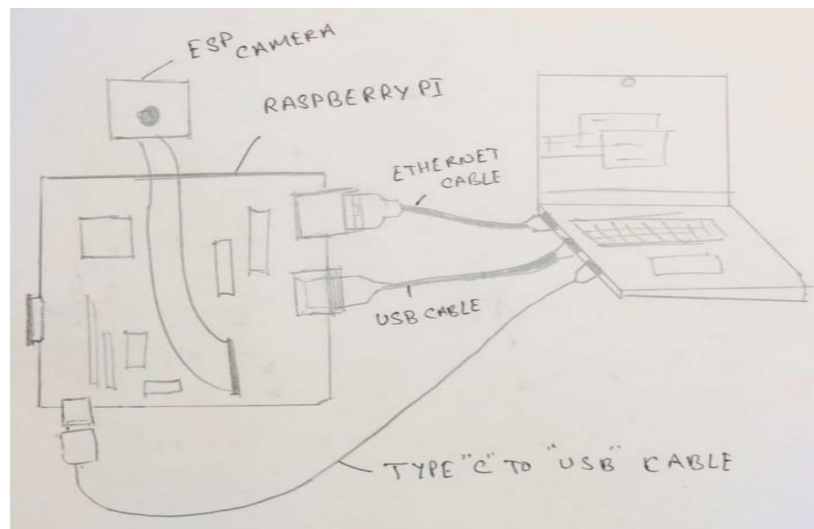 ESP CAMERA
RASPBERRY PI
ETHERNET
CABLE
USB CABLE
TYPE "C" TO "USB" CABLE